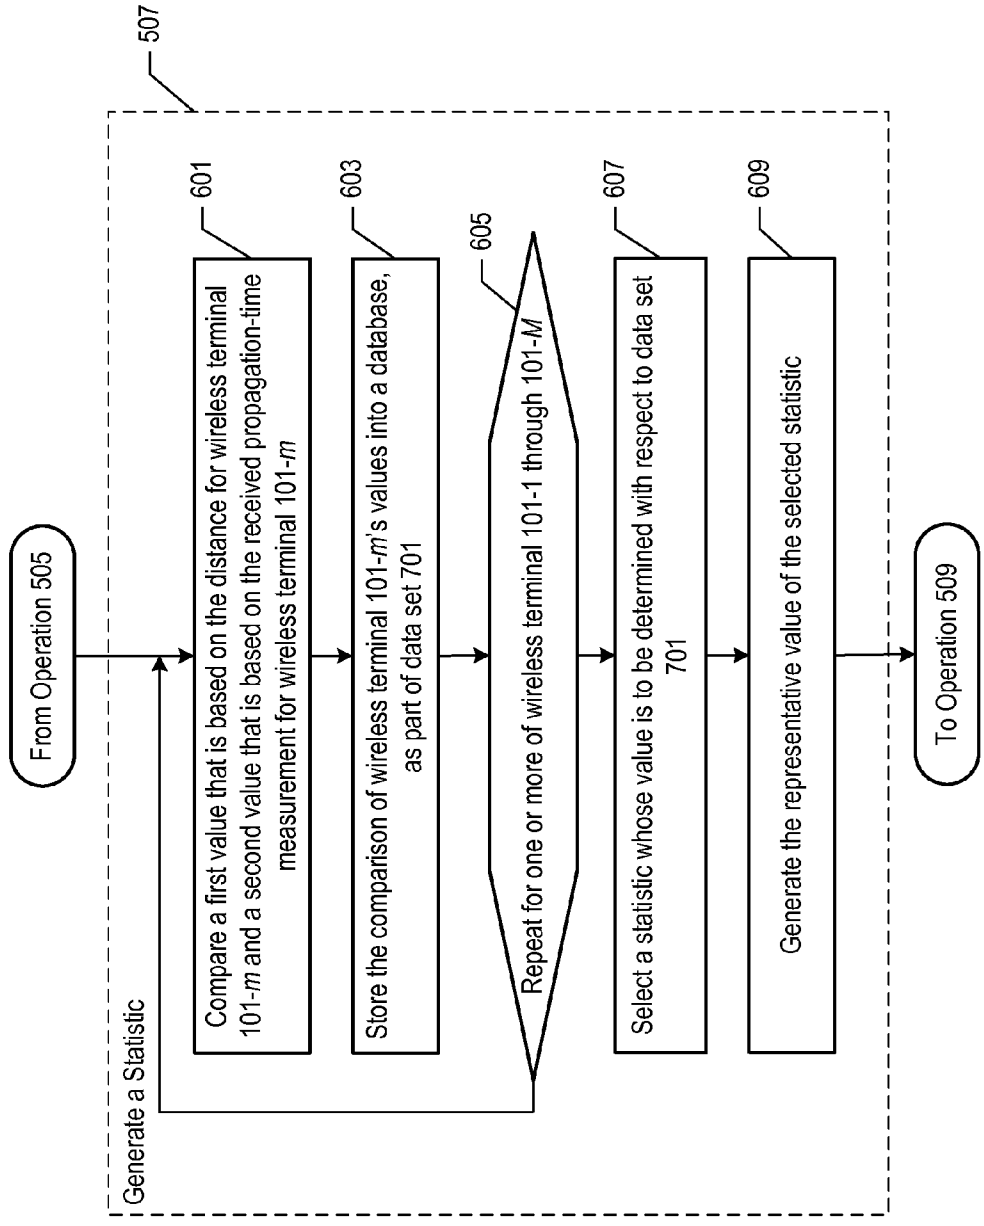 From Operation 505
507
Generate a Statistic
601
Compare a first value that is based on the distance for wireless terminal
101-m and a second value that is based on the received propagation-time
measurement for wireless terminal 101-m
603
Store the comparison of wireless terminal 101-m's values into a database,
as part of data set 701
605
Repeat for one or more of wireless terminal 101-1 through 101-M
607
Select a statistic whose value is to be determined with respect to data set
701
609
Generate the representative value of the selected statistic
To Operation 509